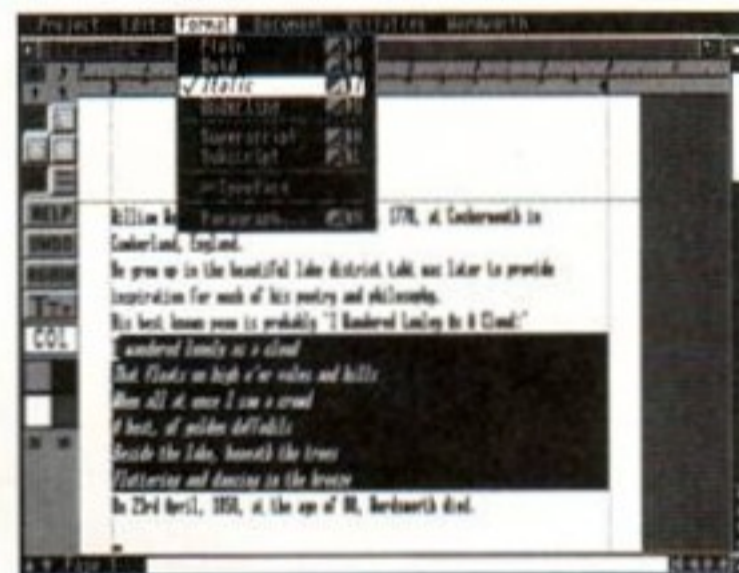 Project Edit Format Document Utilities Wordworth
Plain
Bold
✓ Italic
Underline
Superscript
Subscript
Typeface
Paragraph...
HELP
UNDO
COL
William 1770, at Cockermouth in
Cumberland, England.
He grew up in the beautiful lake district that was later to provide
inspiration for much of his poetry and philosophy.
His best known poem is probably "I Wandered Lonley As A Cloud:"
I wandered lonely as a cloud
That floats on high o'er vales and hills
When all at once I saw a crowd
A host, of golden daffodils
Beside the lake, beneath the trees
Fluttering and dancing in the breeze
On 23rd April, 1850, at the age of 80, Wordsworth died.
Page